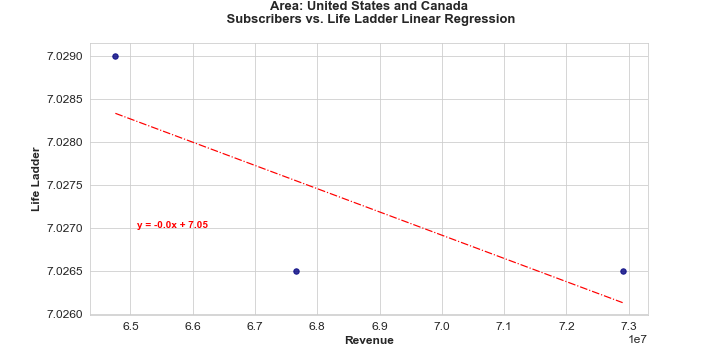 Area: United States and Canada
Subscribers vs. Life Ladder Linear Regression
7.0290
7.0285
7.0280
7.0275
7.0270
7.0265
7.0260
Life Ladder
y = -0.0x + 7.05
6.5 6.6 6.7 6.8 6.9 7.0 7.1 7.2 7.3
1e7
Revenue